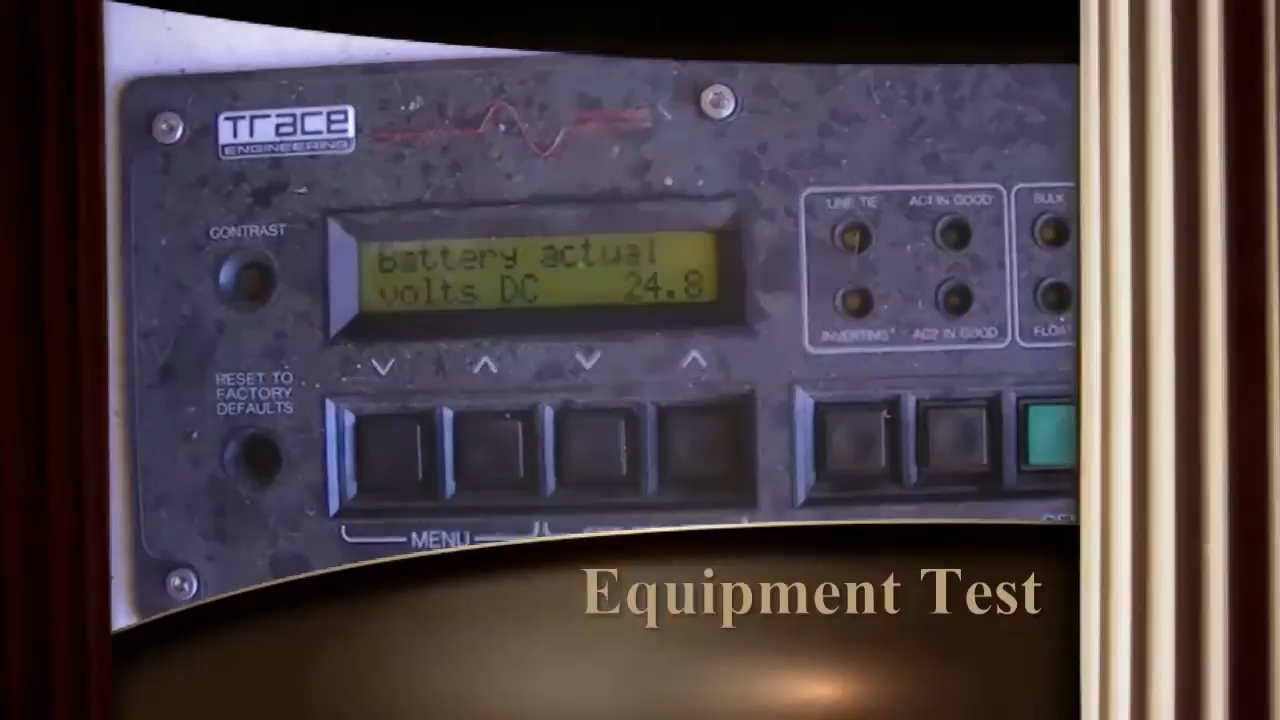 Trace
ENGINEERING
CONTRAST
Battery actual
volts DC 24.8
LINE TIE
AC1 IN GOOD
BULK
INVERTING
AC2 IN GOOD
RESET TO
FACTORY
DEFAULTS
MENU
Equipment Test